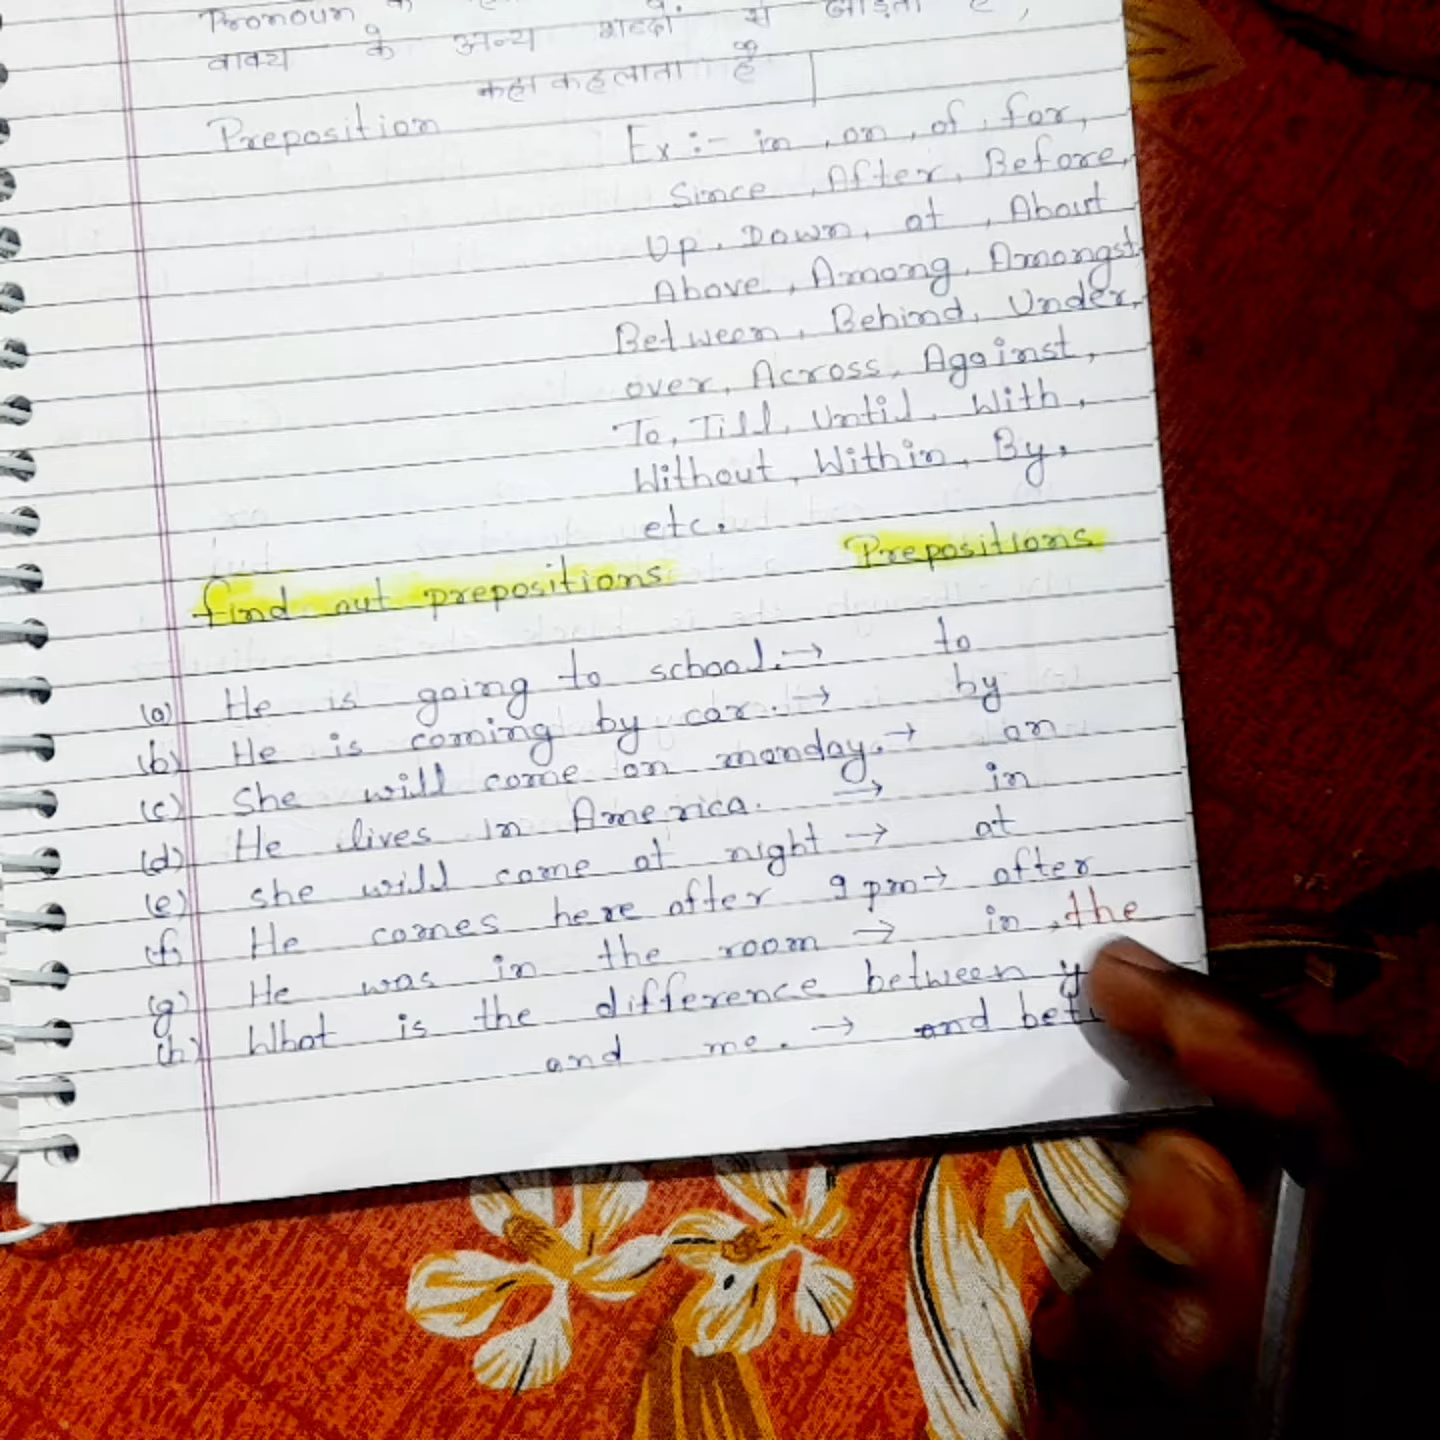 Pronoun के
वाक्य के अन्य शब्दों से जोड़ता है,
कहलाता है
Preposition
Ex:- in, on, of, for,
Since, After, Before,
Up, Down, at, About
Above, Among, Amongst,
Between, Behind, Under,
over, Across, Against,
To, Till, Until, With,
Without, Within, By,
etc.
find out prepositions Prepositions
(a) He is going to school. → to
(b) He is coming by car. → by
(c) She will come on monday. → on
(d) He lives in America. → in
(e) she will come at night → at
(f) He comes here after 9 pm → after
(g) He was in the room → in, the
(h) What is the difference between
and me. → and